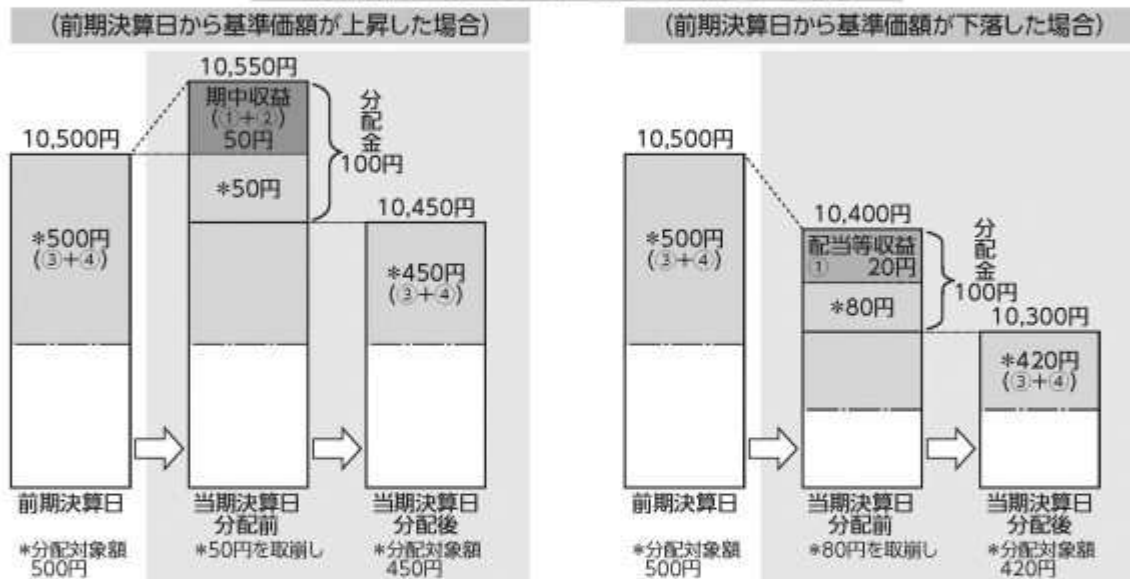 (前期決算日から基準価額が上昇した場合)
10,550円
期中収益
(①+②)
50円
分配金
100円
10,500円
*50円
10,450円
*500円
(③+④)
*450円
(③+④)
前期決算日
当期決算日
分配前
当期決算日
分配後
*分配対象額
500円
*50円を取崩し
*分配対象額
450円
(前期決算日から基準価額が下落した場合)
10,500円
10,400円
配当等収益
① 20円
分配金
100円
*500円
(③+④)
*80円
10,300円
*420円
(③+④)
前期決算日
当期決算日
分配前
当期決算日
分配後
*分配対象額
500円
*80円を取崩し
*分配対象額
420円